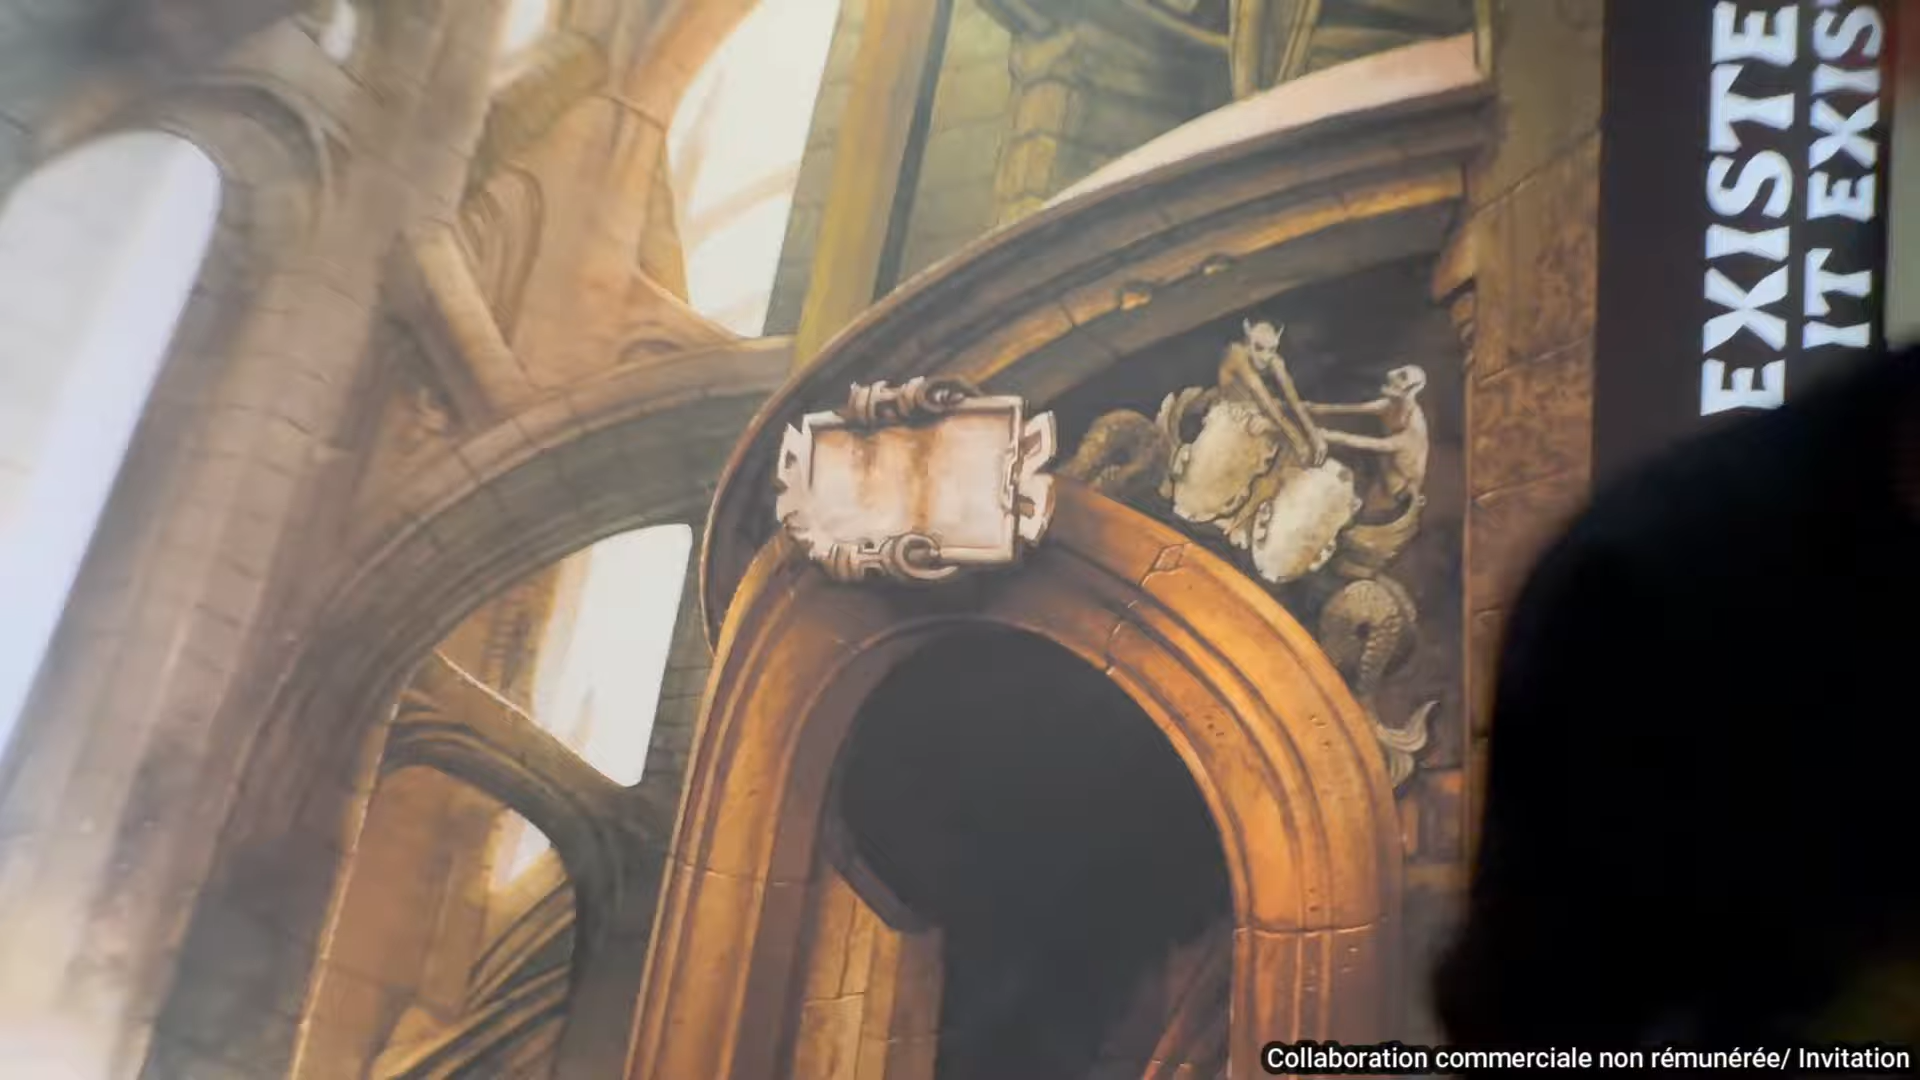 EXISTE
IT EXIS
Collaboration commerciale non rémunérée/ Invitation